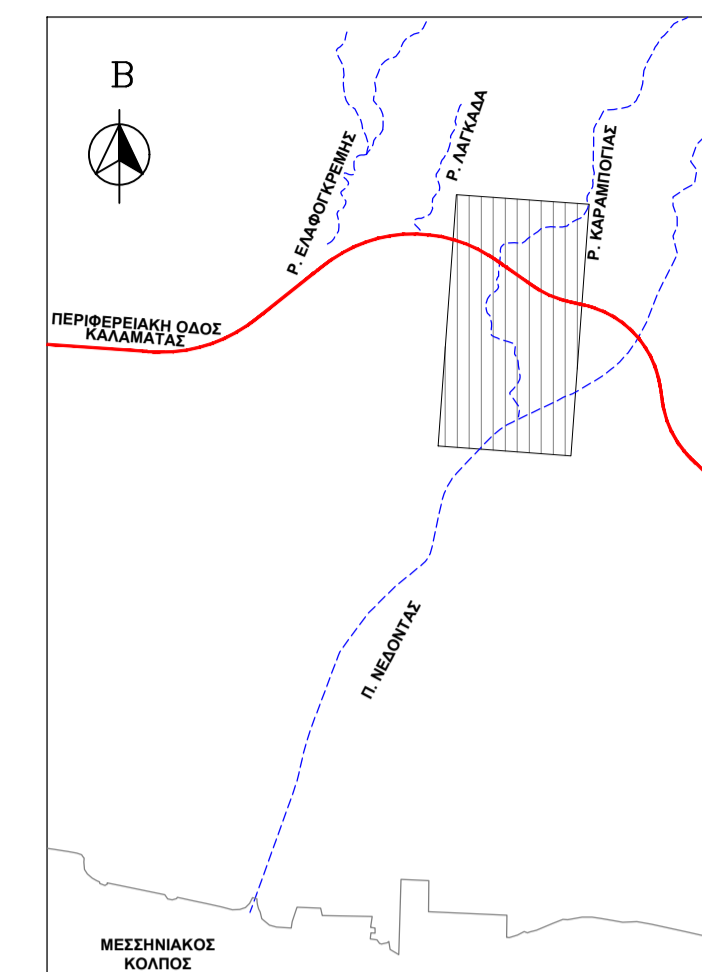 Β
Ρ. ΕΛΑΦΟΓΚΡΕΜΗΣ
Ρ. ΛΑΓΚΑΔΑ
Ρ. ΚΑΡΑΜΠΟΓΙΑΣ
ΠΕΡΙΦΕΡΕΙΑΚΗ ΟΔΟΣ
ΚΑΛΑΜΑΤΑΣ
Π. ΝΕΔΟΝΤΑΣ
ΜΕΣΣΗΝΙΑΚΟΣ
ΚΟΛΠΟΣ